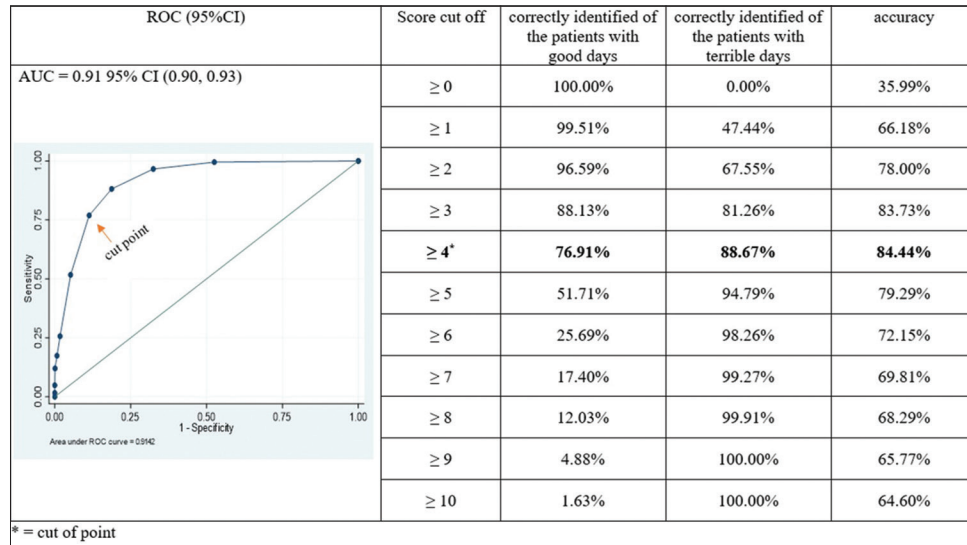 ROC (95%CI)
Score cut off
correctly identified of
the patients with
good days
correctly identified of
the patients with
terrible days
accuracy
AUC = 0.91 95% CI (0.90, 0.93)
1.00
0.75
0.50
0.25
0.00
Sensitivity
cut point
0.00 0.25 0.50 0.75 1.00
1 - Specificity
Area under ROC curve = 0.9142
≥ 0 100.00% 0.00% 35.99%
≥ 1 99.51% 47.44% 66.18%
≥ 2 96.59% 67.55% 78.00%
≥ 3 88.13% 81.26% 83.73%
≥ 4* 76.91% 88.67% 84.44%
≥ 5 51.71% 94.79% 79.29%
≥ 6 25.69% 98.26% 72.15%
≥ 7 17.40% 99.27% 69.81%
≥ 8 12.03% 99.91% 68.29%
≥ 9 4.88% 100.00% 65.77%
≥ 10 1.63% 100.00% 64.60%
* = cut of point